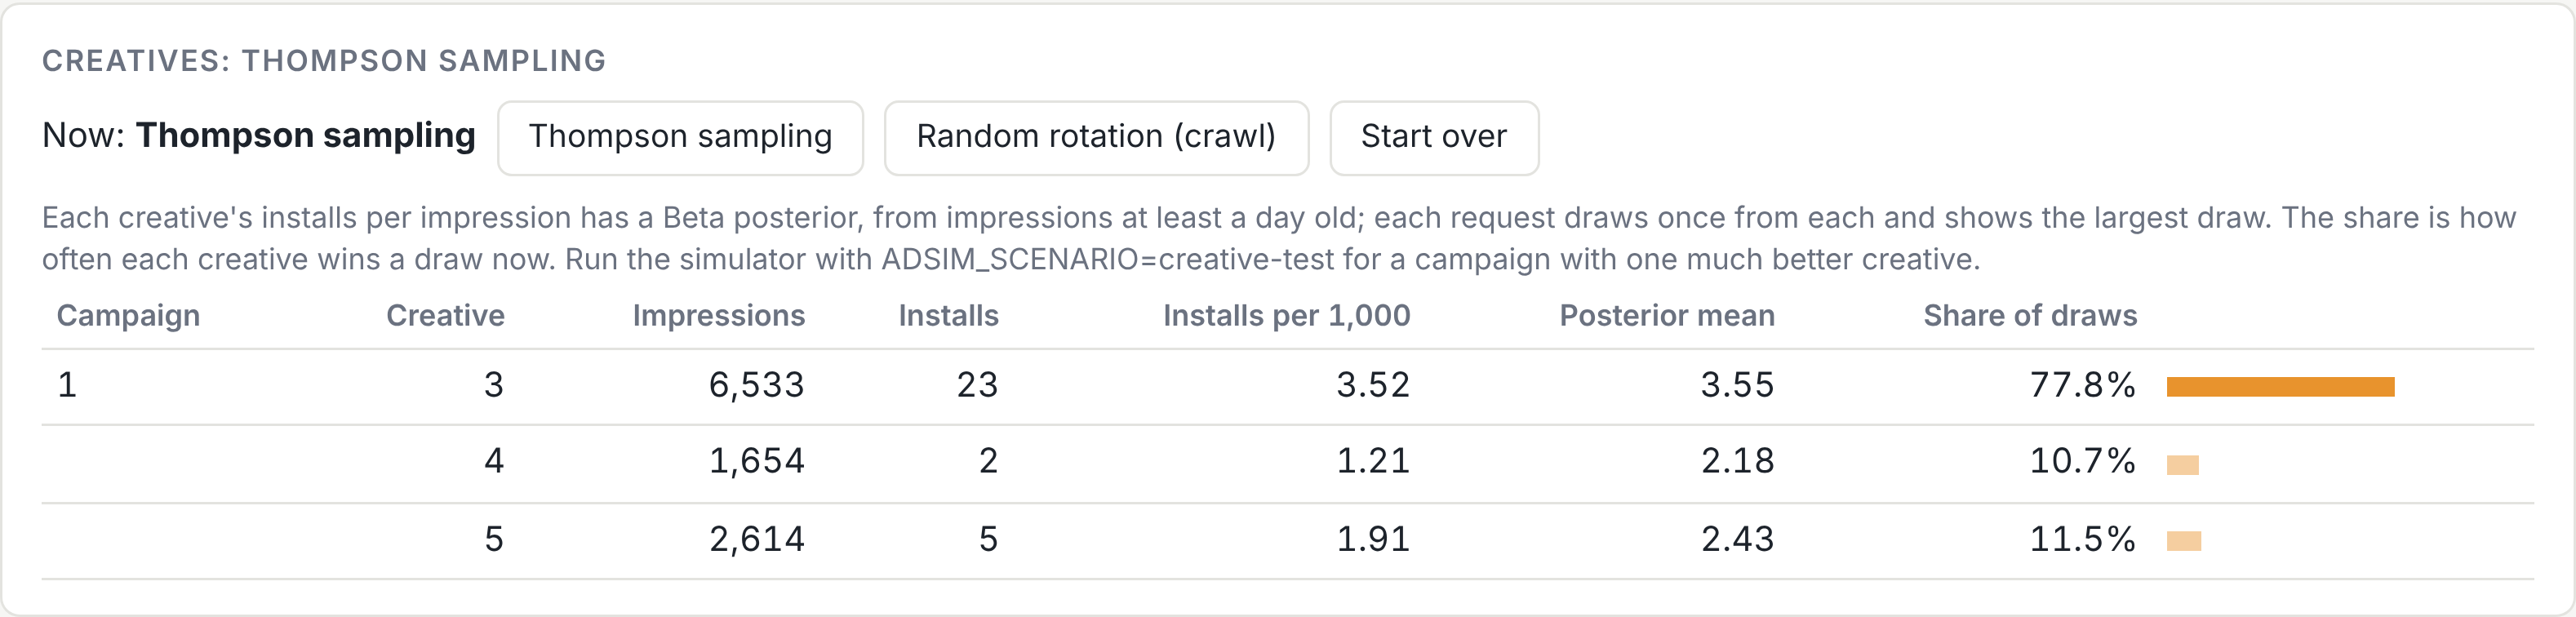 CREATIVES: THOMPSON SAMPLING
Now: Thompson sampling Thompson sampling Random rotation (crawl) Start over
Each creative's installs per impression has a Beta posterior, from impressions at least a day old; each request draws once from each and shows the largest draw. The share is how
often each creative wins a draw now. Run the simulator with ADSIM_SCENARIO=creative-test for a campaign with one much better creative.
Campaign Creative Impressions Installs Installs per 1,000 Posterior mean Share of draws
1 3 6,533 23 3.52 3.55 77.8%
4 1,654 2 1.21 2.18 10.7%
5 2,614 5 1.91 2.43 11.5%